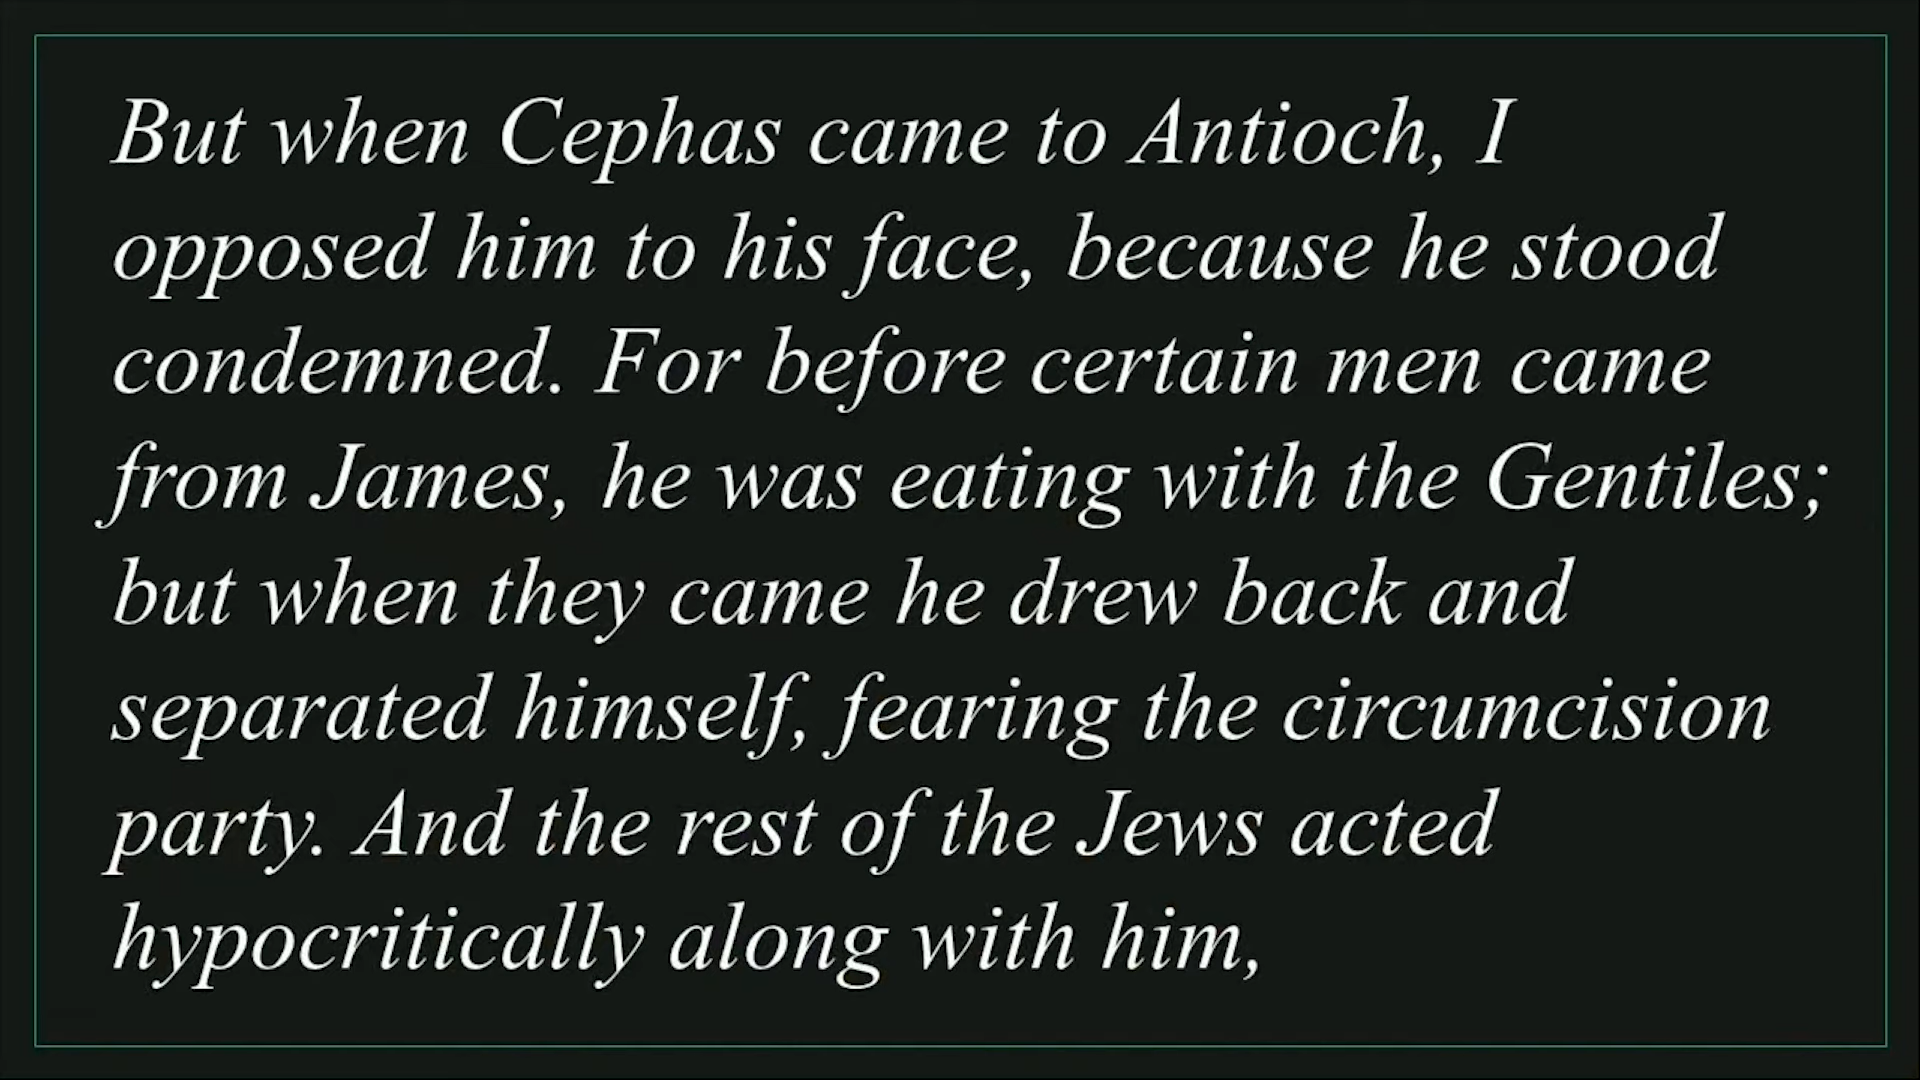 But when Cephas came to Antioch, I
opposed him to his face, because he stood
condemned. For before certain men came
from James, he was eating with the Gentiles;
but when they came he drew back and
separated himself, fearing the circumcision
party. And the rest of the Jews acted
hypocritically along with him,